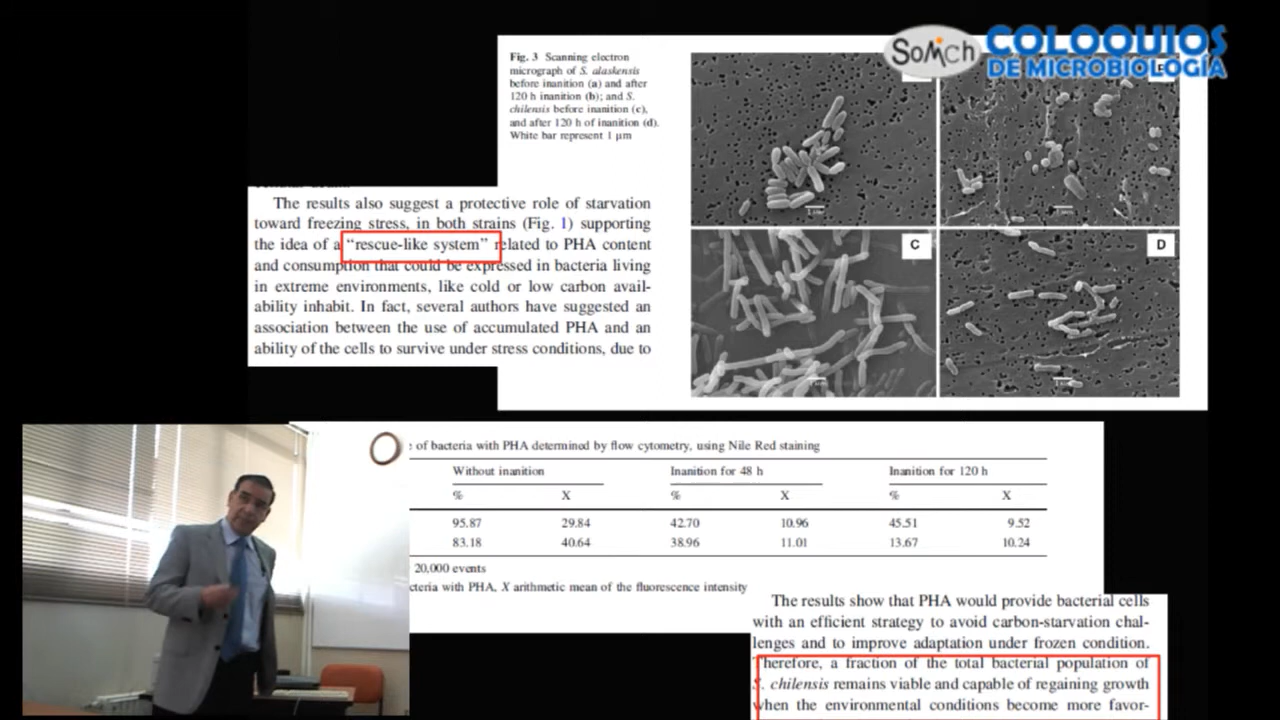 SoMich COLOQUIOS
DE MICROBIOLOGÍA
Fig. 3 Scanning electron
micrograph of S. alaskensis
before inanition (a) and after
120 h inanition (b); and S.
chilensis before inanition (c),
and after 120 h of inanition (d).
White bar represent 1 µm
C
D
The results also suggest a protective role of starvation
toward freezing stress, in both strains (Fig. 1) supporting
the idea of a “rescue-like system” related to PHA content
and consumption that could be expressed in bacteria living
in extreme environments, like cold or low carbon avail-
ability inhabit. In fact, several authors have suggested an
association between the use of accumulated PHA and an
ability of the cells to survive under stress conditions, due to
of bacteria with PHA determined by flow cytometry, using Nile Red staining
Without inanition Inanition for 48 h Inanition for 120 h
% X % X % X
95.87 29.84 42.70 10.96 45.51 9.52
83.18 40.64 38.96 11.01 13.67 10.24
20,000 events
cteria with PHA, X arithmetic mean of the fluorescence intensity
The results show that PHA would provide bacterial cells
with an efficient strategy to avoid carbon-starvation chal-
lenges and to improve adaptation under frozen condition.
Therefore, a fraction of the total bacterial population of
S. chilensis remains viable and capable of regaining growth
when the environmental conditions become more favor-